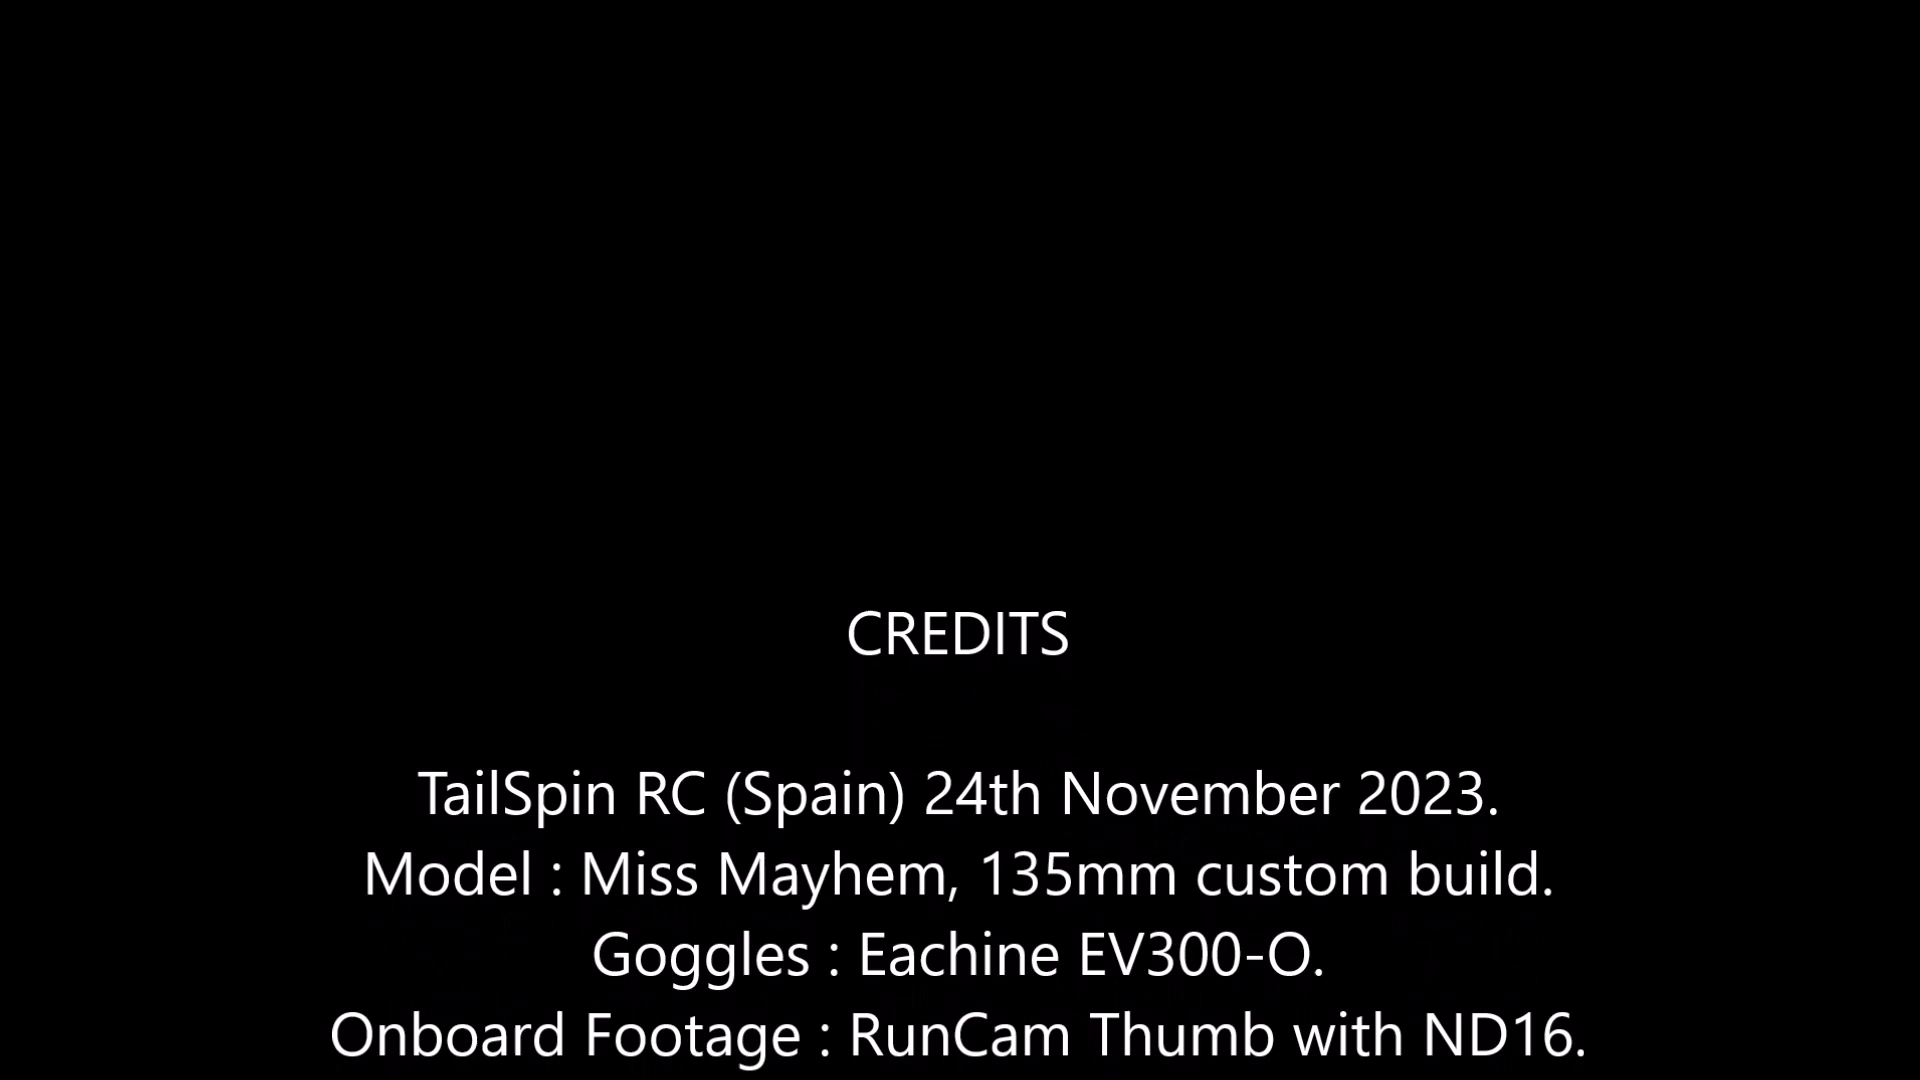 CREDITS
TailSpin RC (Spain) 24th November 2023.
Model : Miss Mayhem, 135mm custom build.
Goggles : Eachine EV300-O.
Onboard Footage : RunCam Thumb with ND16.